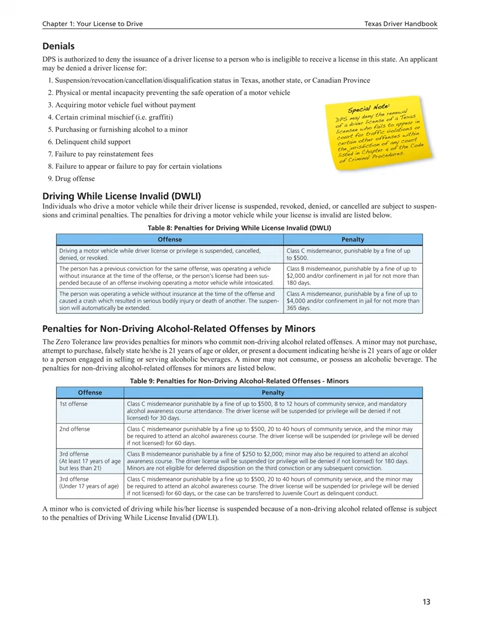 Chapter 1: Your License to Drive
Texas Driver Handbook
Denials
DPS is authorized to deny the issuance of a driver license to a person who is ineligible to receive a license in this state. An applicant
may be denied a driver license for:
1. Suspension/revocation/cancellation/disqualification status in Texas, another state, or Canadian Province
2. Physical or mental incapacity preventing the safe operation of a motor vehicle
3. Acquiring motor vehicle fuel without payment
4. Certain criminal mischief (i.e. graffiti)
5. Purchasing or furnishing alcohol to a minor
6. Delinquent child support
7. Failure to pay reinstatement fees
8. Failure to appear or failure to pay for certain violations
9. Drug offense
Special Note:
DPS may deny the renewal
of a driver license of a Texas
licensee who fails to appear in
court for traffic violations or
certain other offenses within
the jurisdiction of any court
listed in Chapter 4 of the Code
of Criminal Procedures.
Driving While License Invalid (DWLI)
Individuals who drive a motor vehicle while their driver license is suspended, revoked, denied, or cancelled are subject to suspen-
sions and criminal penalties. The penalties for driving a motor vehicle while your license is invalid are listed below.
Table 8: Penalties for Driving While License Invalid (DWLI)
Offense Penalty
Driving a motor vehicle while driver license or privilege is suspended, cancelled,
denied, or revoked.
Class C misdemeanor, punishable by a fine of up
to $500.
The person has a previous conviction for the same offense, was operating a vehicle
without insurance at the time of the offense, or the person's license had been sus-
pended because of an offense involving operating a motor vehicle while intoxicated.
Class B misdemeanor, punishable by a fine of up to
$2,000 and/or confinement in jail for not more than
180 days.
The person was operating a vehicle without insurance at the time of the offense and
caused a crash which resulted in serious bodily injury or death of another. The suspen-
sion will automatically be extended.
Class A misdemeanor, punishable by a fine of up to
$4,000 and/or confinement in jail for not more than
365 days.
Penalties for Non-Driving Alcohol-Related Offenses by Minors
The Zero Tolerance law provides penalties for minors who commit non-driving alcohol related offenses. A minor may not purchase,
attempt to purchase, falsely state he/she is 21 years of age or older, or present a document indicating he/she is 21 years of age or older
to a person engaged in selling or serving alcoholic beverages. A minor may not consume, or possess an alcoholic beverage. The
penalties for non-driving alcohol-related offenses for minors are listed below.
Table 9: Penalties for Non-Driving Alcohol-Related Offenses - Minors
Offense Penalty
1st offense
Class C misdemeanor punishable by a fine of up to $500, 8 to 12 hours of community service, and mandatory
alcohol awareness course attendance. The driver license will be suspended (or privilege will be denied if not
licensed) for 30 days.
2nd offense
Class C misdemeanor punishable by a fine up to $500, 20 to 40 hours of community service, and the minor may
be required to attend an alcohol awareness course. The driver license will be suspended (or privilege will be denied
if not licensed) for 60 days.
3rd offense
(At least 17 years of age
but less than 21)
Class B misdemeanor punishable by a fine of $250 to $2,000; minor may also be required to attend an alcohol
awareness course. The driver license will be suspended (or privilege will be denied if not licensed) for 180 days.
Minors are not eligible for deferred disposition on the third conviction or any subsequent conviction.
3rd offense
(Under 17 years of age)
Class C misdemeanor punishable by a fine up to $500, 20 to 40 hours of community service, and the minor may
be required to attend an alcohol awareness course. The driver license will be suspended (or privilege will be denied
if not licensed) for 60 days, or the case can be transferred to Juvenile Court as delinquent conduct.
A minor who is convicted of driving while his/her license is suspended because of a non-driving alcohol related offense is subject
to the penalties of Driving While License Invalid (DWLI).
13